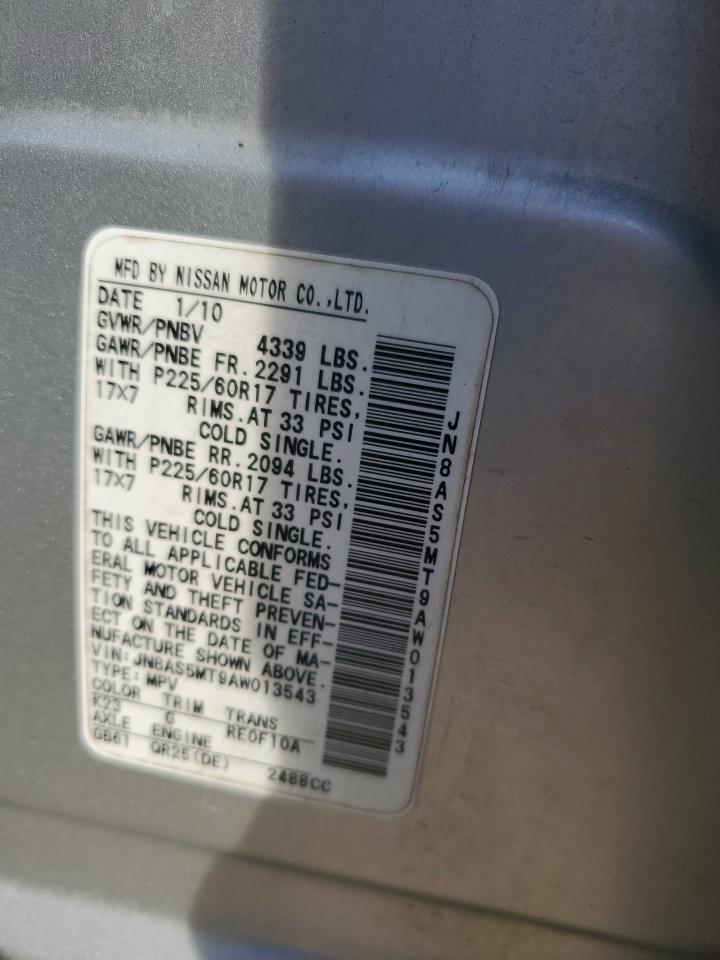 MFD BY NISSAN MOTOR CO.,LTD.
DATE 1/10
GVWR/PNBV 4339 LBS.
GAWR/PNBE FR. 2291 LBS.
WITH P225/60R17 TIRES,
17X7 RIMS.AT 33 PSI
COLD SINGLE.
GAWR/PNBE RR. 2094 LBS.
WITH P225/60R17 TIRES,
17X7 RIMS.AT 33 PSI
COLD SINGLE.
THIS VEHICLE CONFORMS
TO ALL APPLICABLE FED-
ERAL MOTOR VEHICLE SA-
FETY AND THEFT PREVEN-
TION STANDARDS IN EFF-
ECT ON THE DATE OF MA-
NUFACTURE SHOWN ABOVE.
VIN: JN8AS5MT9AW013543
TYPE: MPV
COLOR TRIM TRANS
K23 G RE0F10A
AXLE ENGINE
GB61 QR25(DE) 2488CC
JN8AS5MT9AW013543